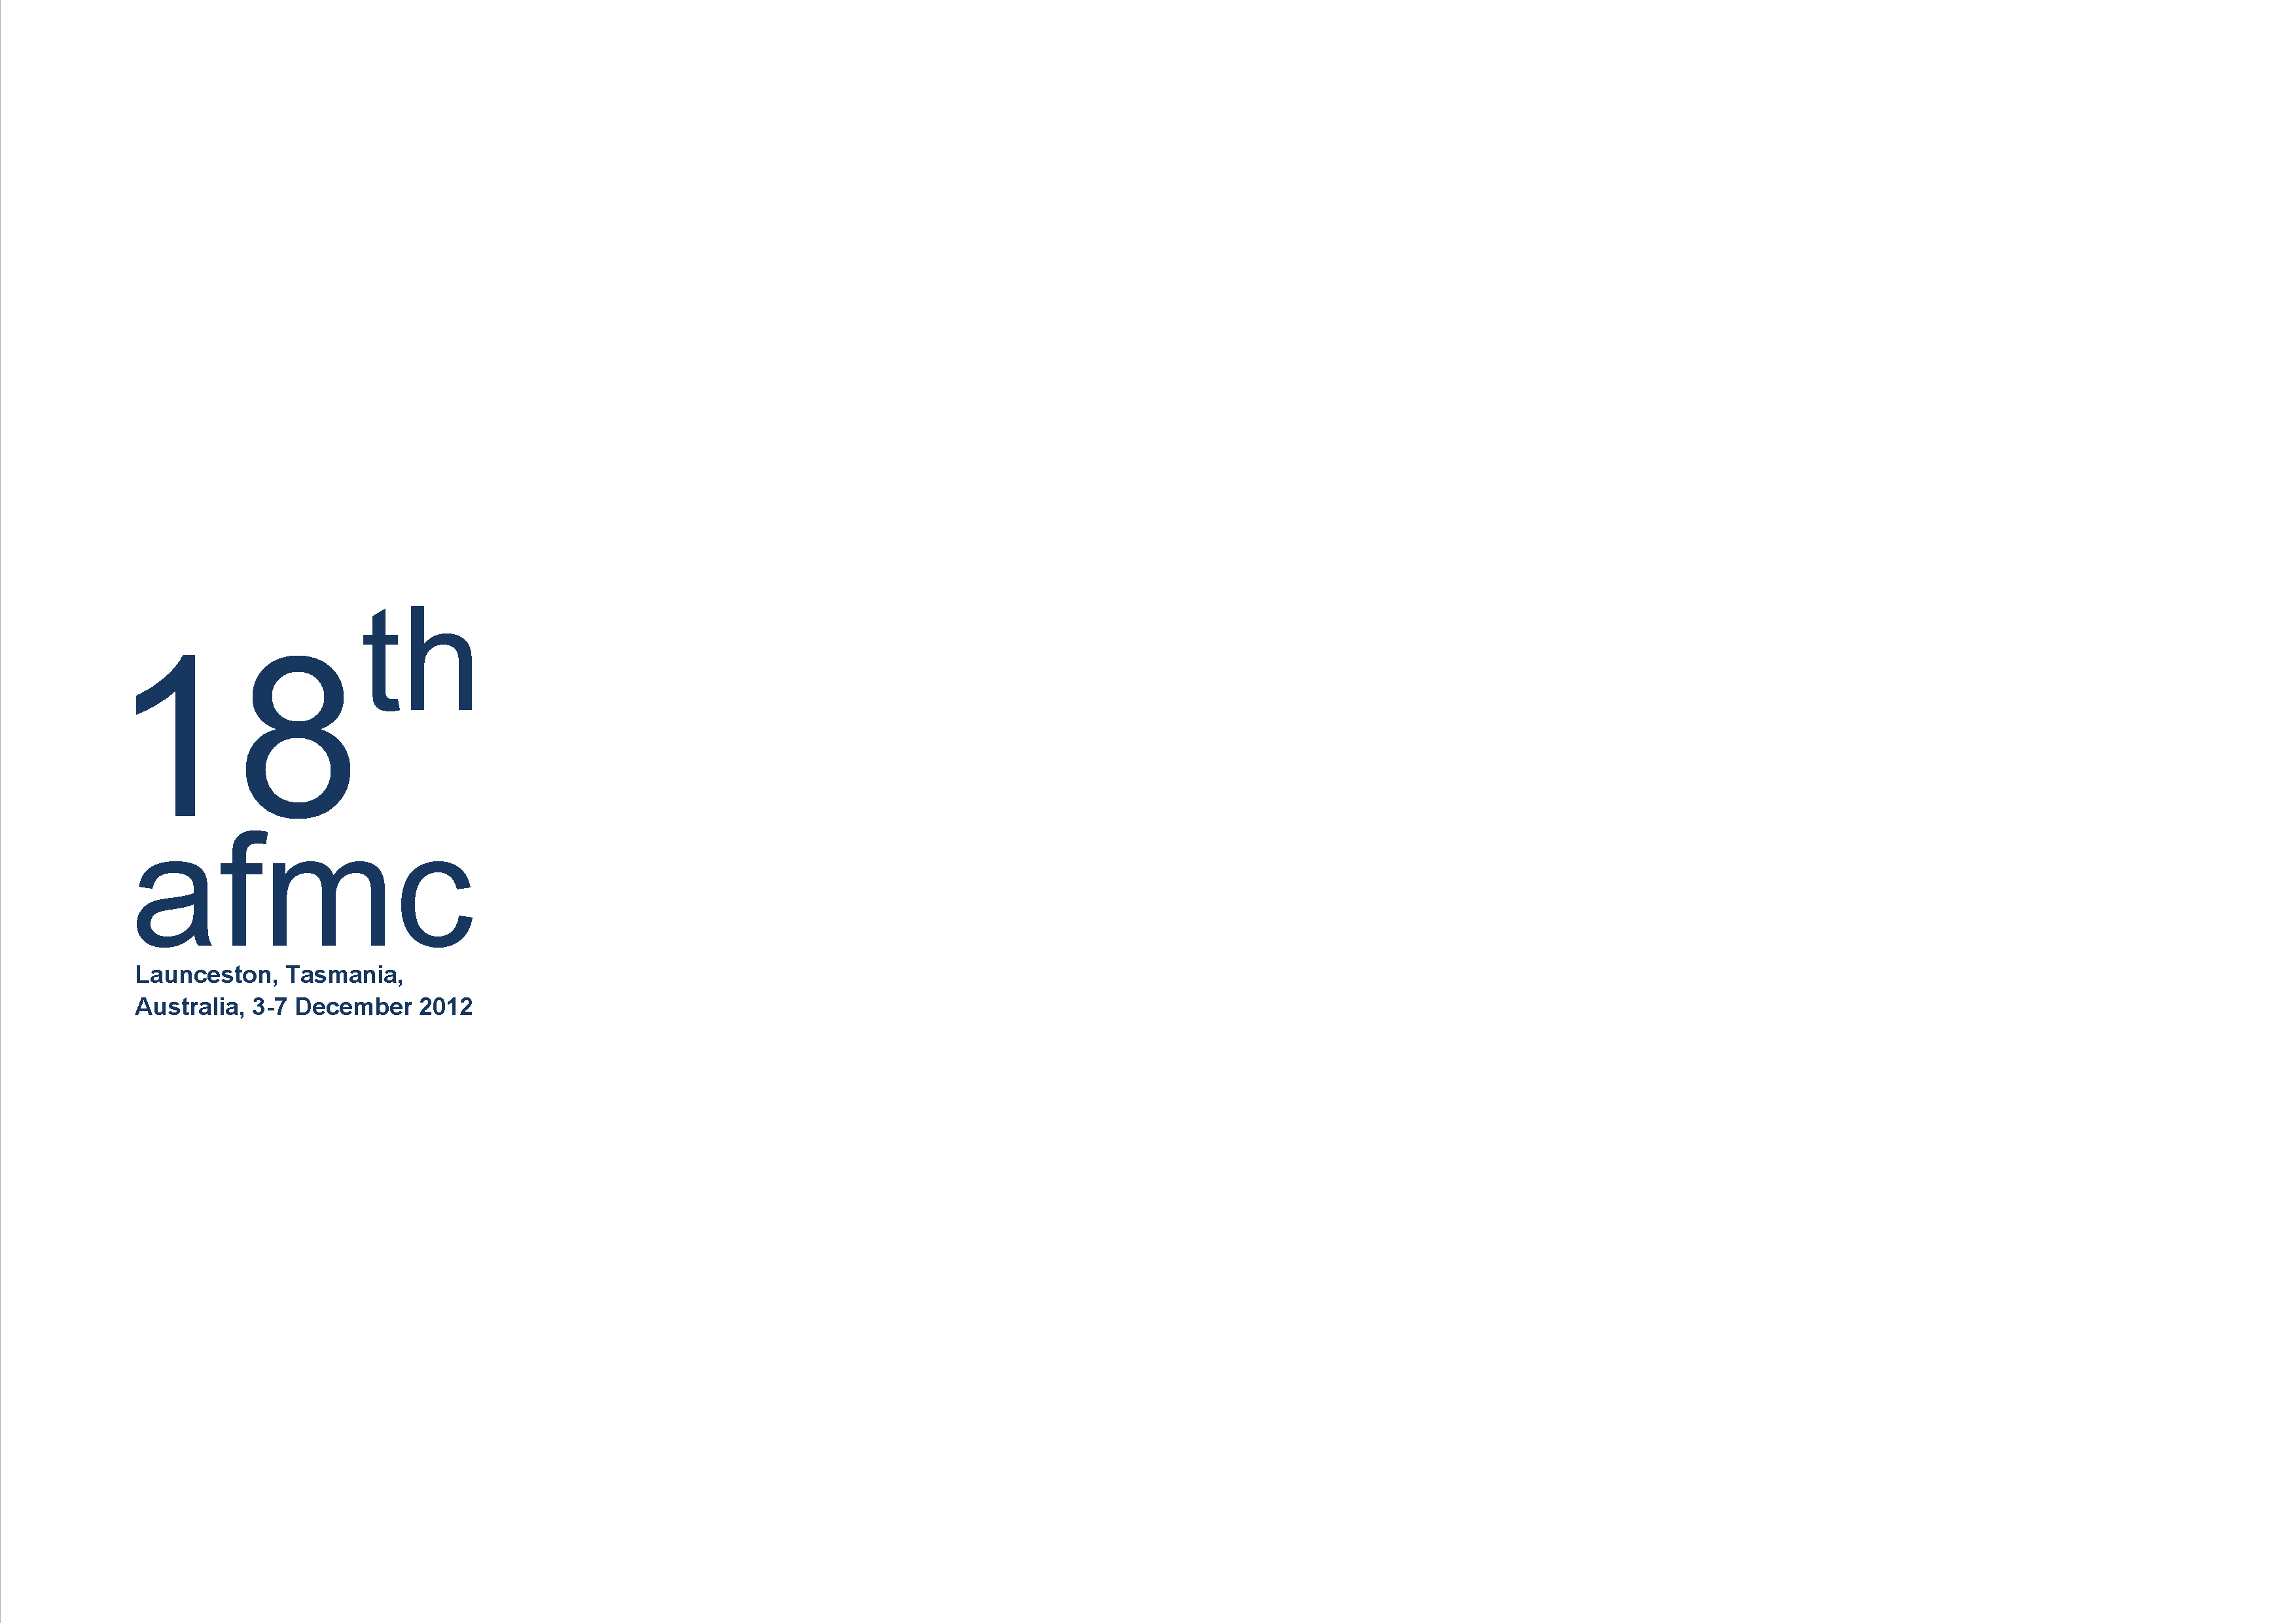 18th
afmc
Launceston, Tasmania,
Australia, 3-7 December 2012